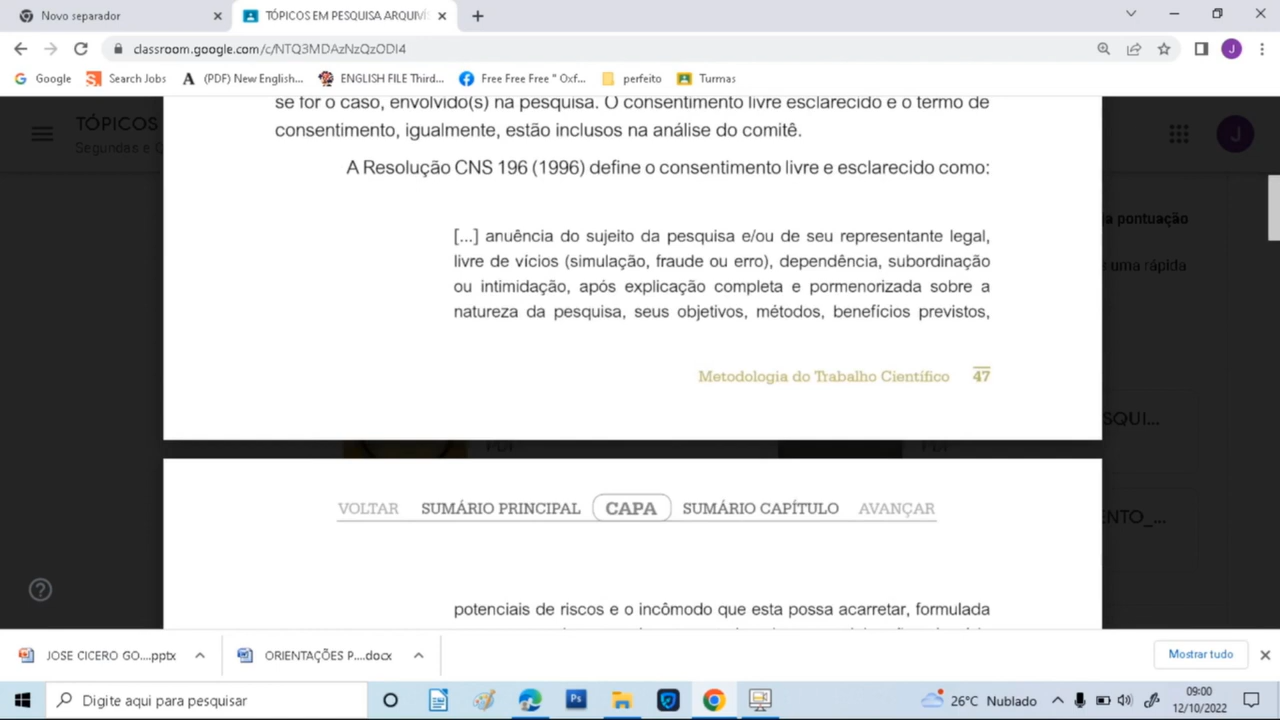 Novo separador
TÓPICOS EM PESQUISA ARQUIVÍS
classroom.google.com/c/NTQ3MDAzNzQzODI4
Google Search Jobs (PDF) New English... ENGLISH FILE Third... Free Free Free " Oxf... perfeito Turmas
TÓPICOS
Segundas e
se for o caso, envolvido(s) na pesquisa. O consentimento livre esclarecido e o termo de
consentimento, igualmente, estão inclusos na análise do comitê.
A Resolução CNS 196 (1996) define o consentimento livre e esclarecido como:
a pontuação
uma rápida
[...] anuência do sujeito da pesquisa e/ou de seu representante legal,
livre de vícios (simulação, fraude ou erro), dependência, subordinação
ou intimidação, após explicação completa e pormenorizada sobre a
natureza da pesquisa, seus objetivos, métodos, benefícios previstos,
Metodologia do Trabalho Científico 47
VOLTAR SUMÁRIO PRINCIPAL CAPA SUMÁRIO CAPÍTULO AVANÇAR
potenciais de riscos e o incômodo que esta possa acarretar, formulada
JOSE CICERO GO....pptx ORIENTAÇÕES P....docx Mostrar tudo
Digite aqui para pesquisar
26°C Nublado
09:00
12/10/2022